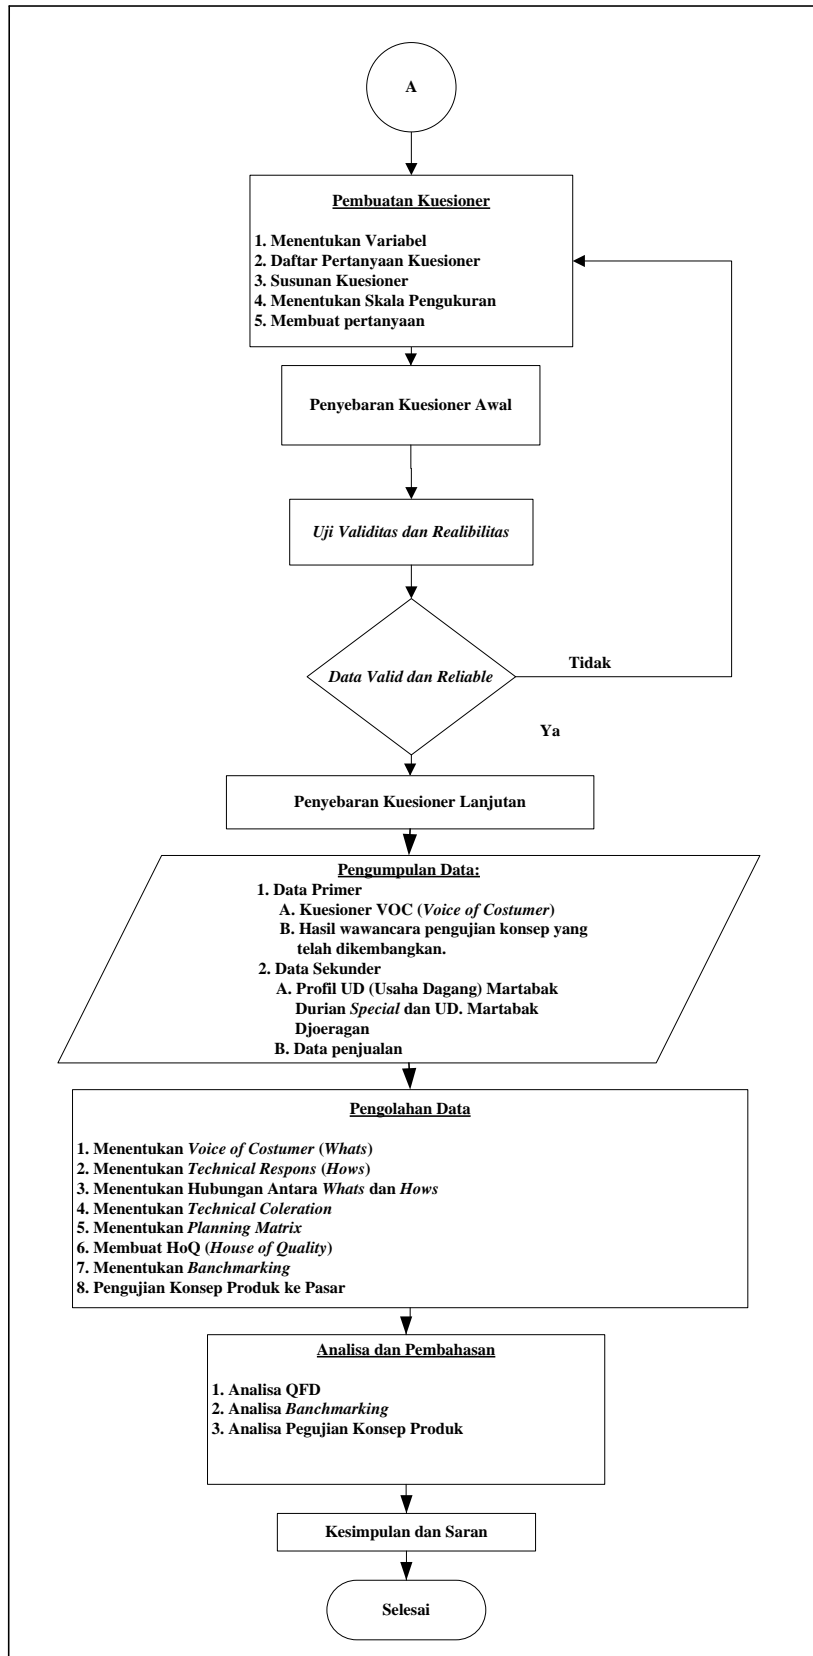 A
Pembuatan Kuesioner
1. Menentukan Variabel
2. Daftar Pertanyaan Kuesioner
3. Susunan Kuesioner
4. Menentukan Skala Pengukuran
5. Membuat pertanyaan
Penyebaran Kuesioner Awal
Uji Validitas dan Realibilitas
Data Valid dan Reliable
Tidak
Ya
Penyebaran Kuesioner Lanjutan
Pengumpulan Data:
1. Data Primer
A. Kuesioner VOC (Voice of Costumer)
B. Hasil wawancara pengujian konsep yang
telah dikembangkan.
2. Data Sekunder
A. Profil UD (Usaha Dagang) Martabak
Durian Special dan UD. Martabak
Djoeragan
B. Data penjualan
Pengolahan Data
1. Menentukan Voice of Costumer (Whats)
2. Menentukan Technical Respons (Hows)
3. Menentukan Hubungan Antara Whats dan Hows
4. Menentukan Technical Coleration
5. Menentukan Planning Matrix
6. Membuat HoQ (House of Quality)
7. Menentukan Banchmarking
8. Pengujian Konsep Produk ke Pasar
Analisa dan Pembahasan
1. Analisa QFD
2. Analisa Banchmarking
3. Analisa Pegujian Konsep Produk
Kesimpulan dan Saran
Selesai